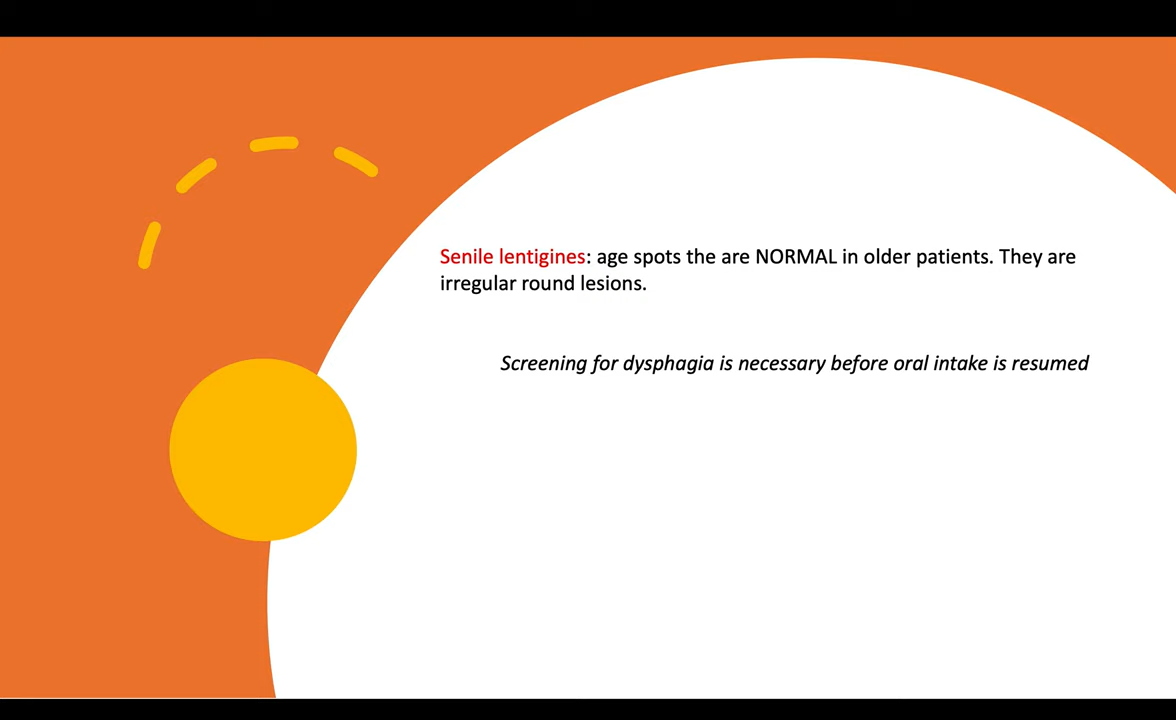 Senile lentigines: age spots the are NORMAL in older patients. They are
irregular round lesions.
Screening for dysphagia is necessary before oral intake is resumed